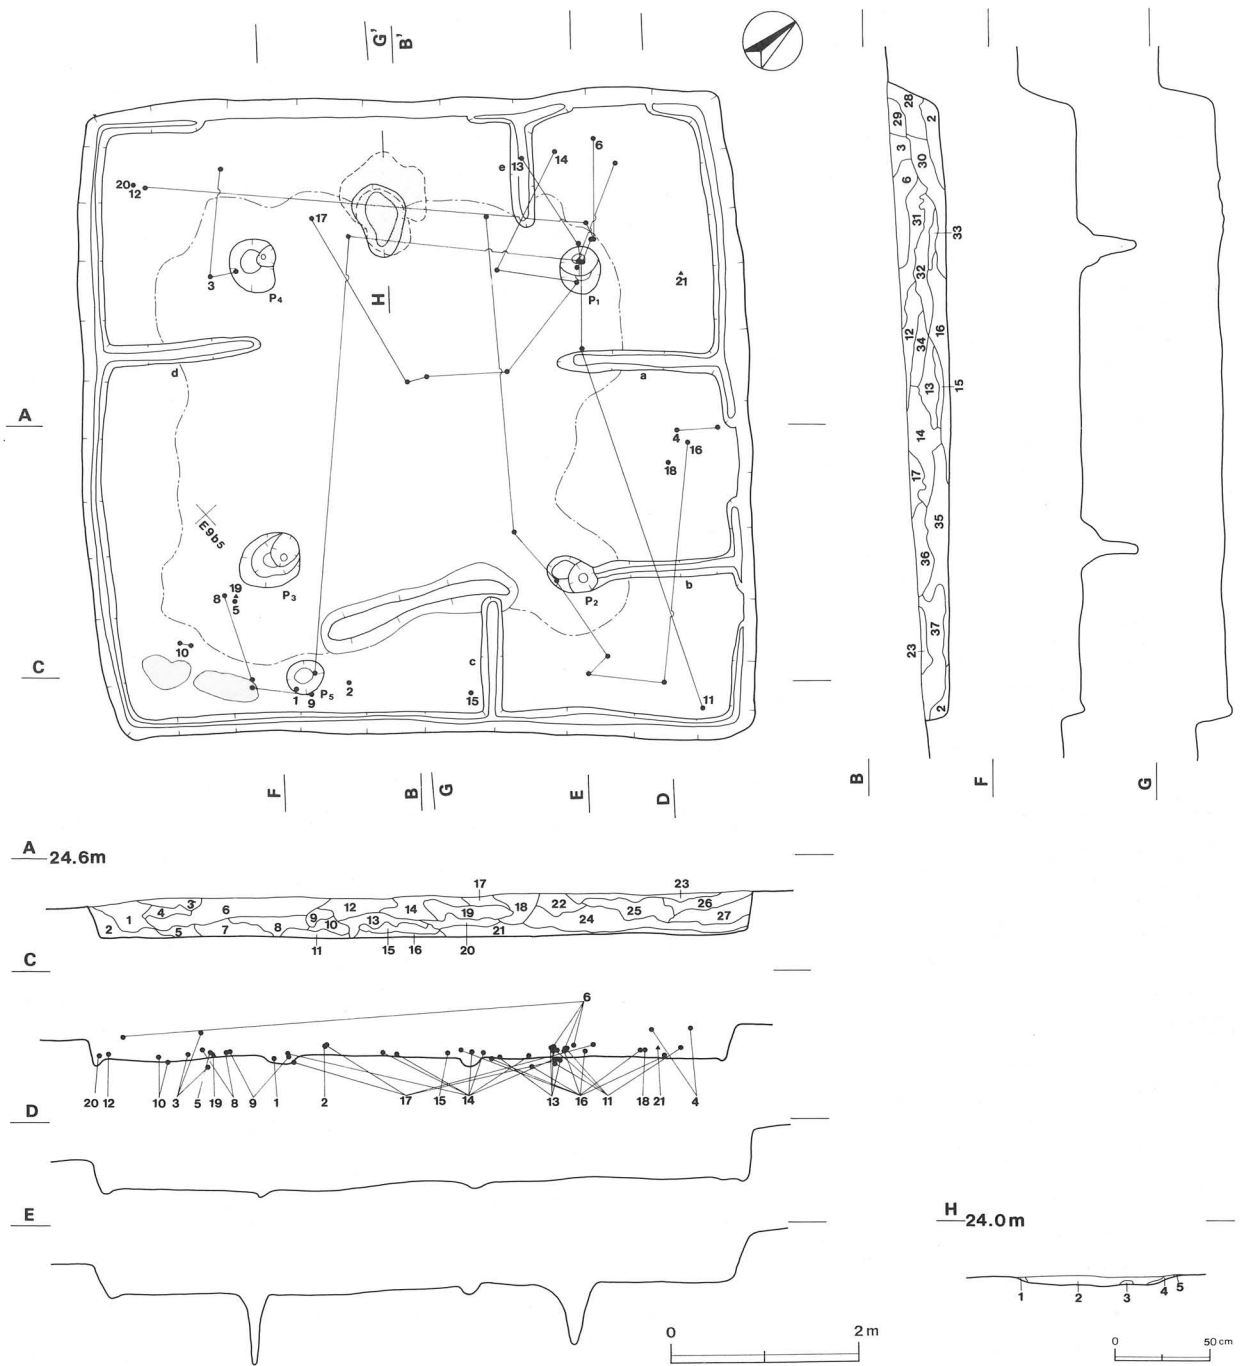 G' B'
e 13 14 6
20 12
17
21
3 P4 H P1
d a
A
4 16
18
E9b5
8 19 5 P3 P2 b
10
C
c
1 9 P5 2 15 11
F B G E D
28
29 2
3 30
6
31 33
32
12 16
34
13 15
14
17
35
36
37
23
2
B F G
A 24.6m
17 23
3 12 14 18 22 26
1 4 6 9 10 13 19 25 27
2 5 7 8 21 24
11 15 16 20
C
6
20 12 10 3 5 19 8 9 1 2 17 15 14 13 16 11 18 21 4
D
E
H 24.0m
1 2 3 4 5
0 2m
0 50cm